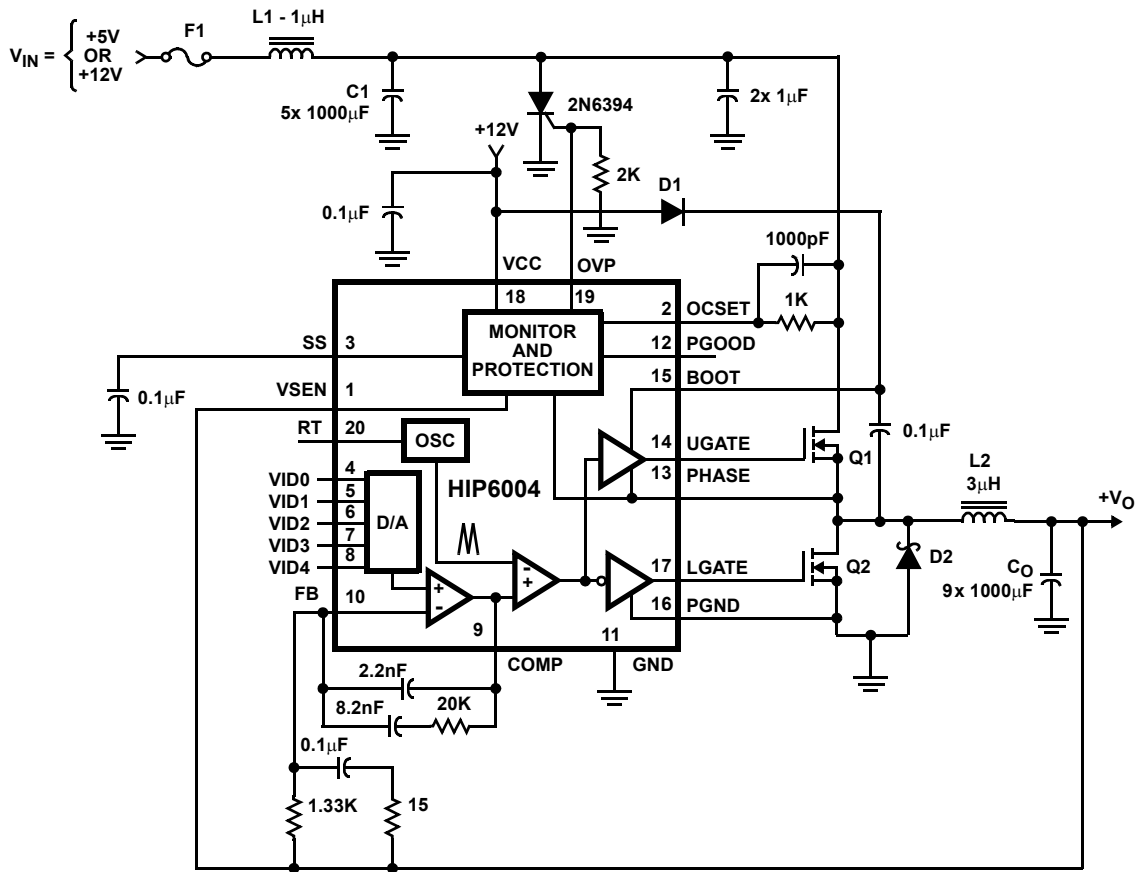 L1 - 1µH
F1
V_IN =
+5V
OR
+12V
C1
5x 1000µF
2N6394
2x 1µF
+12V
2K
D1
0.1µF
1000pF
VCC
OVP
18
19
1K
2
OCSET
MONITOR
AND
PROTECTION
SS
3
12
PGOOD
15
BOOT
0.1µF
VSEN
1
RT
20
OSC
0.1µF
14
UGATE
Q1
13
PHASE
L2
3µH
+V_O
VID0
4
VID1
5
VID2
6
VID3
7
VID4
8
D/A
HIP6004
17
LGATE
Q2
D2
C_O
9x 1000µF
FB
10
+
-
-
+
16
PGND
9
11
COMP
GND
2.2nF
8.2nF
20K
0.1µF
1.33K
15